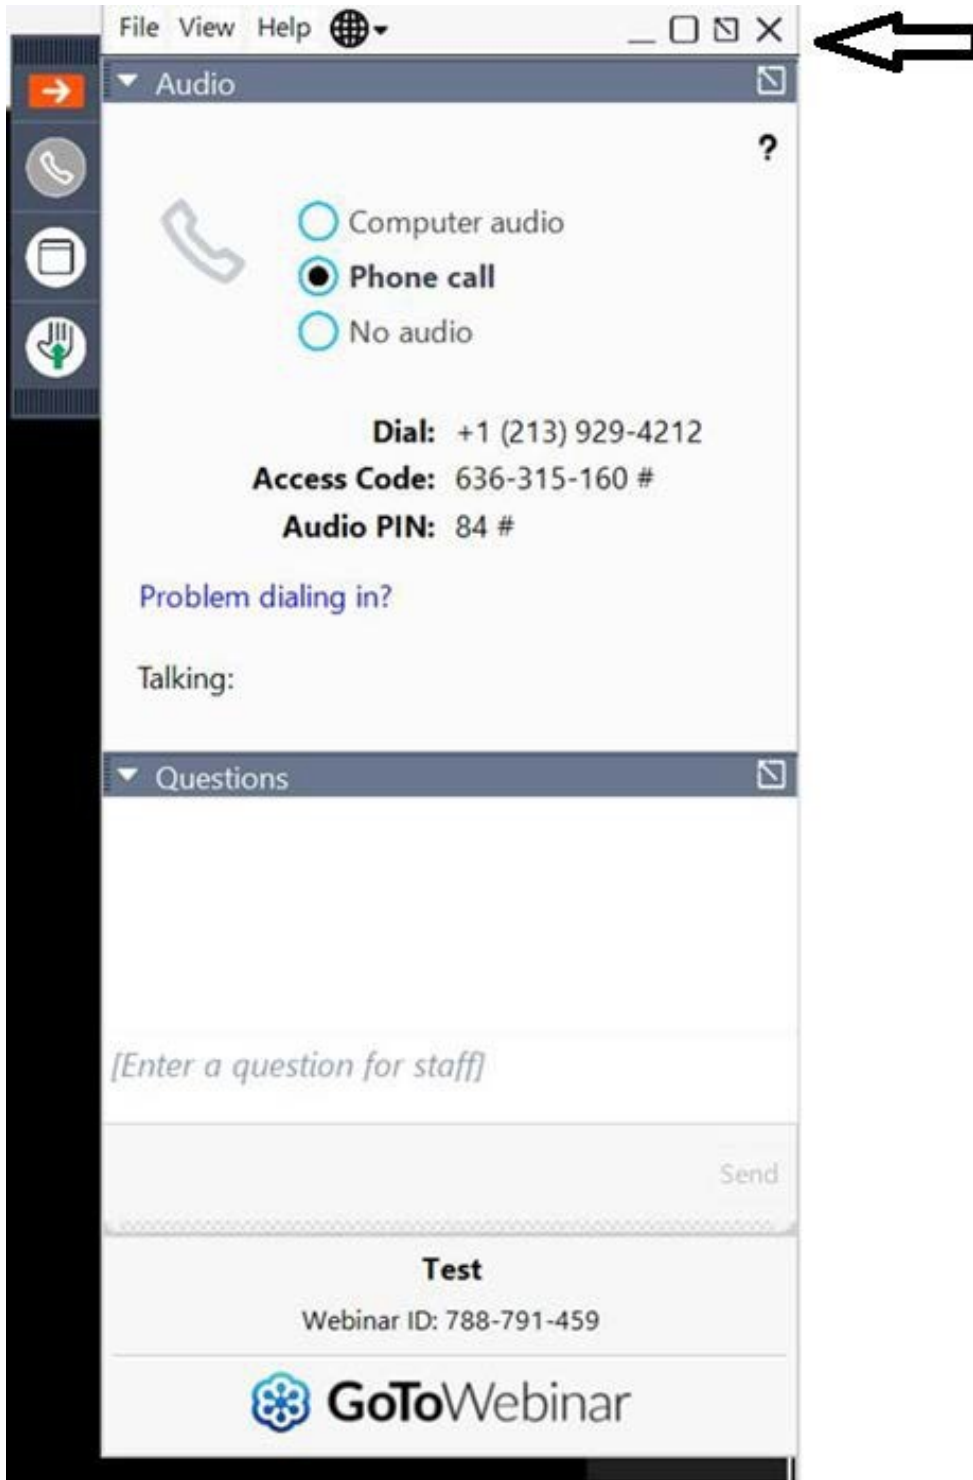 File View Help
Audio
?
Computer audio
Phone call
No audio
Dial: +1 (213) 929-4212
Access Code: 636-315-160 #
Audio PIN: 84 #
Problem dialing in?
Talking:
Questions
[Enter a question for staff]
Send
Test
Webinar ID: 788-791-459
GoToWebinar